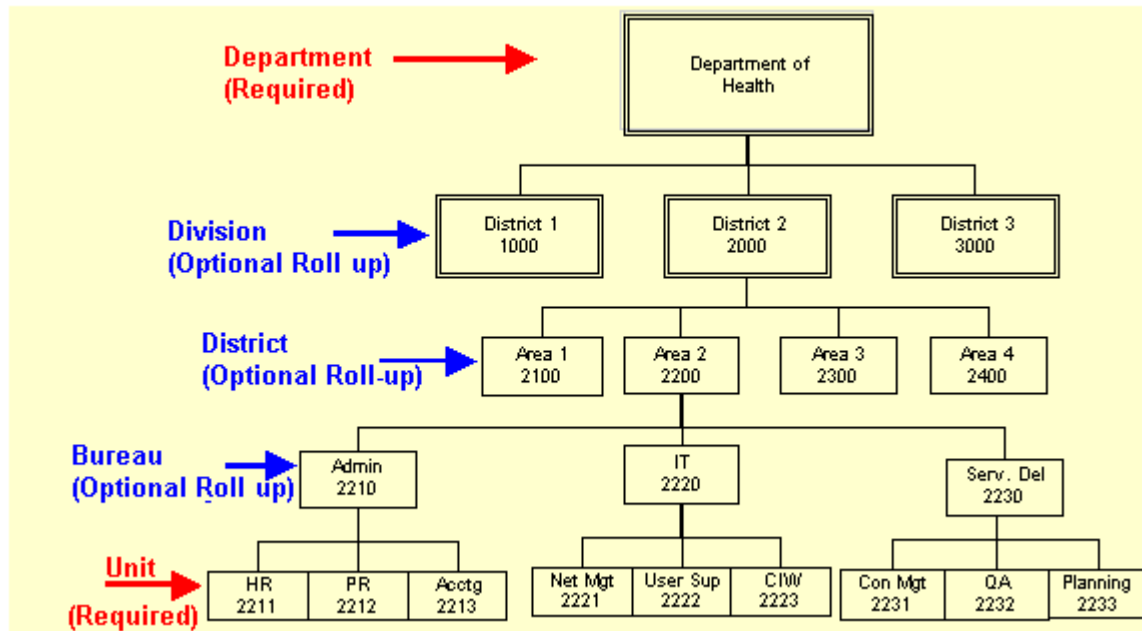 Department
(Required)
Department of
Health
Division
(Optional Roll up)
District 1
1000
District 2
2000
District 3
3000
District
(Optional Roll-up)
Area 1
2100
Area 2
2200
Area 3
2300
Area 4
2400
Bureau
(Optional Roll up)
Admin
2210
IT
2220
Serv. Del
2230
Unit
(Required)
HR
2211
PR
2212
Acctg
2213
Net Mgt
2221
User Sup
2222
CIW
2223
Con Mgt
2231
QA
2232
Planning
2233